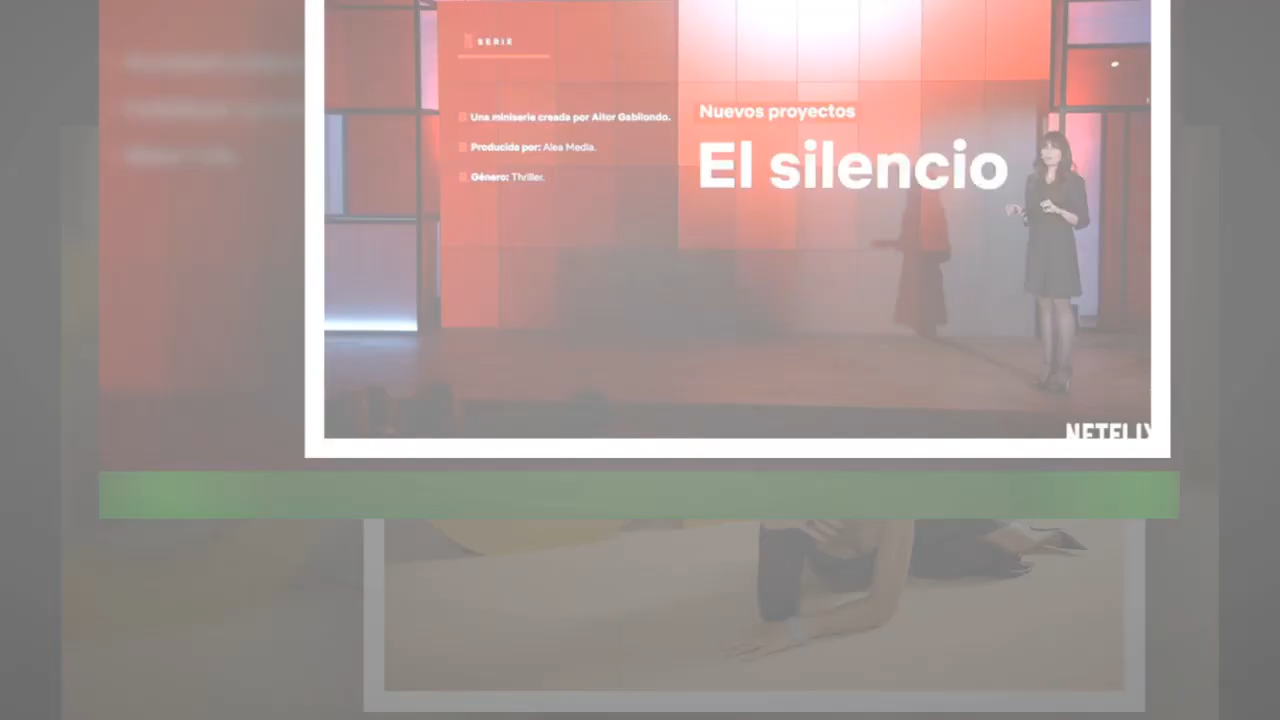 SERIE
Una miniserie creada por Aitor Gabilondo.
Producida por: Alea Media.
Género: Thriller.
Nuevos proyectos
El silencio
NETFLIX